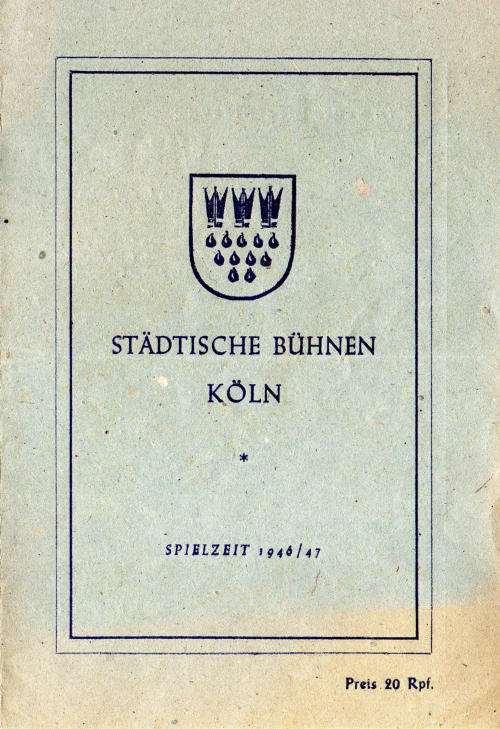 STÄDTISCHE BÜHNEN
KÖLN
*
SPIELZEIT 1946/47
Preis 20 Rpf.